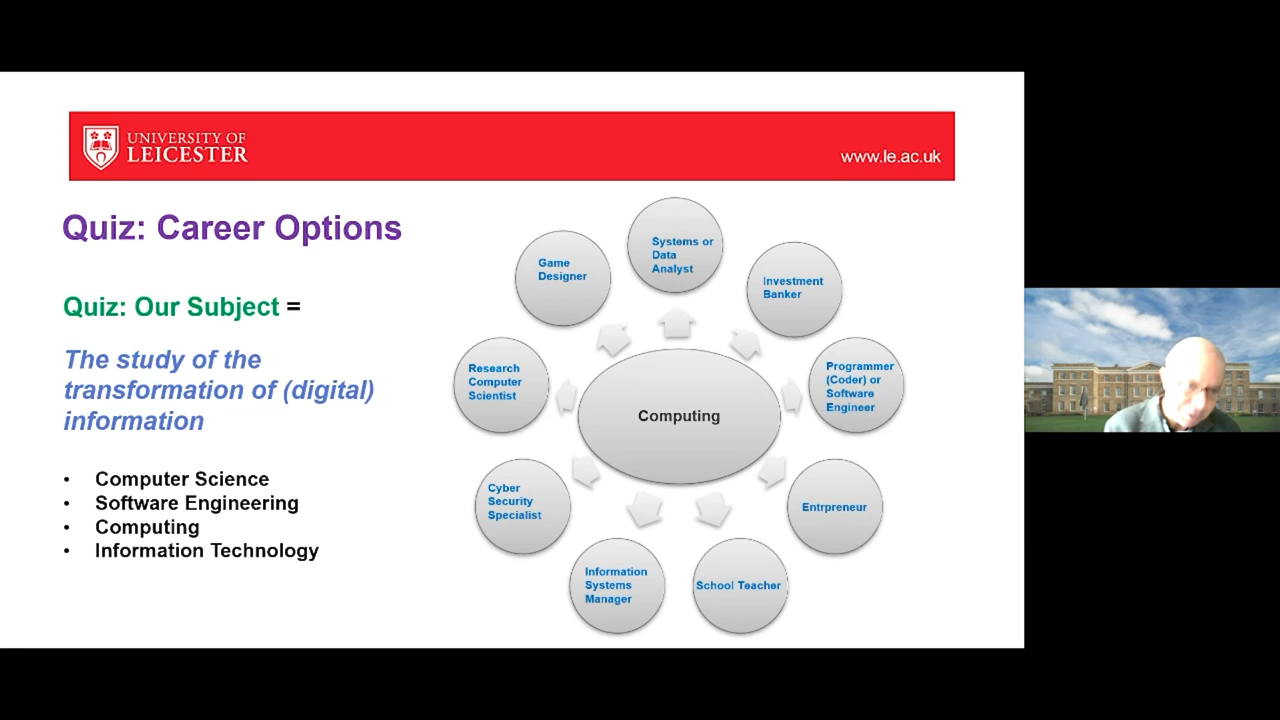 UNIVERSITY OF
LEICESTER
www.le.ac.uk
Quiz: Career Options
Quiz: Our Subject =
The study of the
transformation of (digital)
information
• Computer Science
• Software Engineering
• Computing
• Information Technology
Systems or
Data
Analyst
Investment
Banker
Programmer
(Coder) or
Software
Engineer
Entrpreneur
School Teacher
Information
Systems
Manager
Cyber
Security
Specialist
Research
Computer
Scientist
Game
Designer
Computing